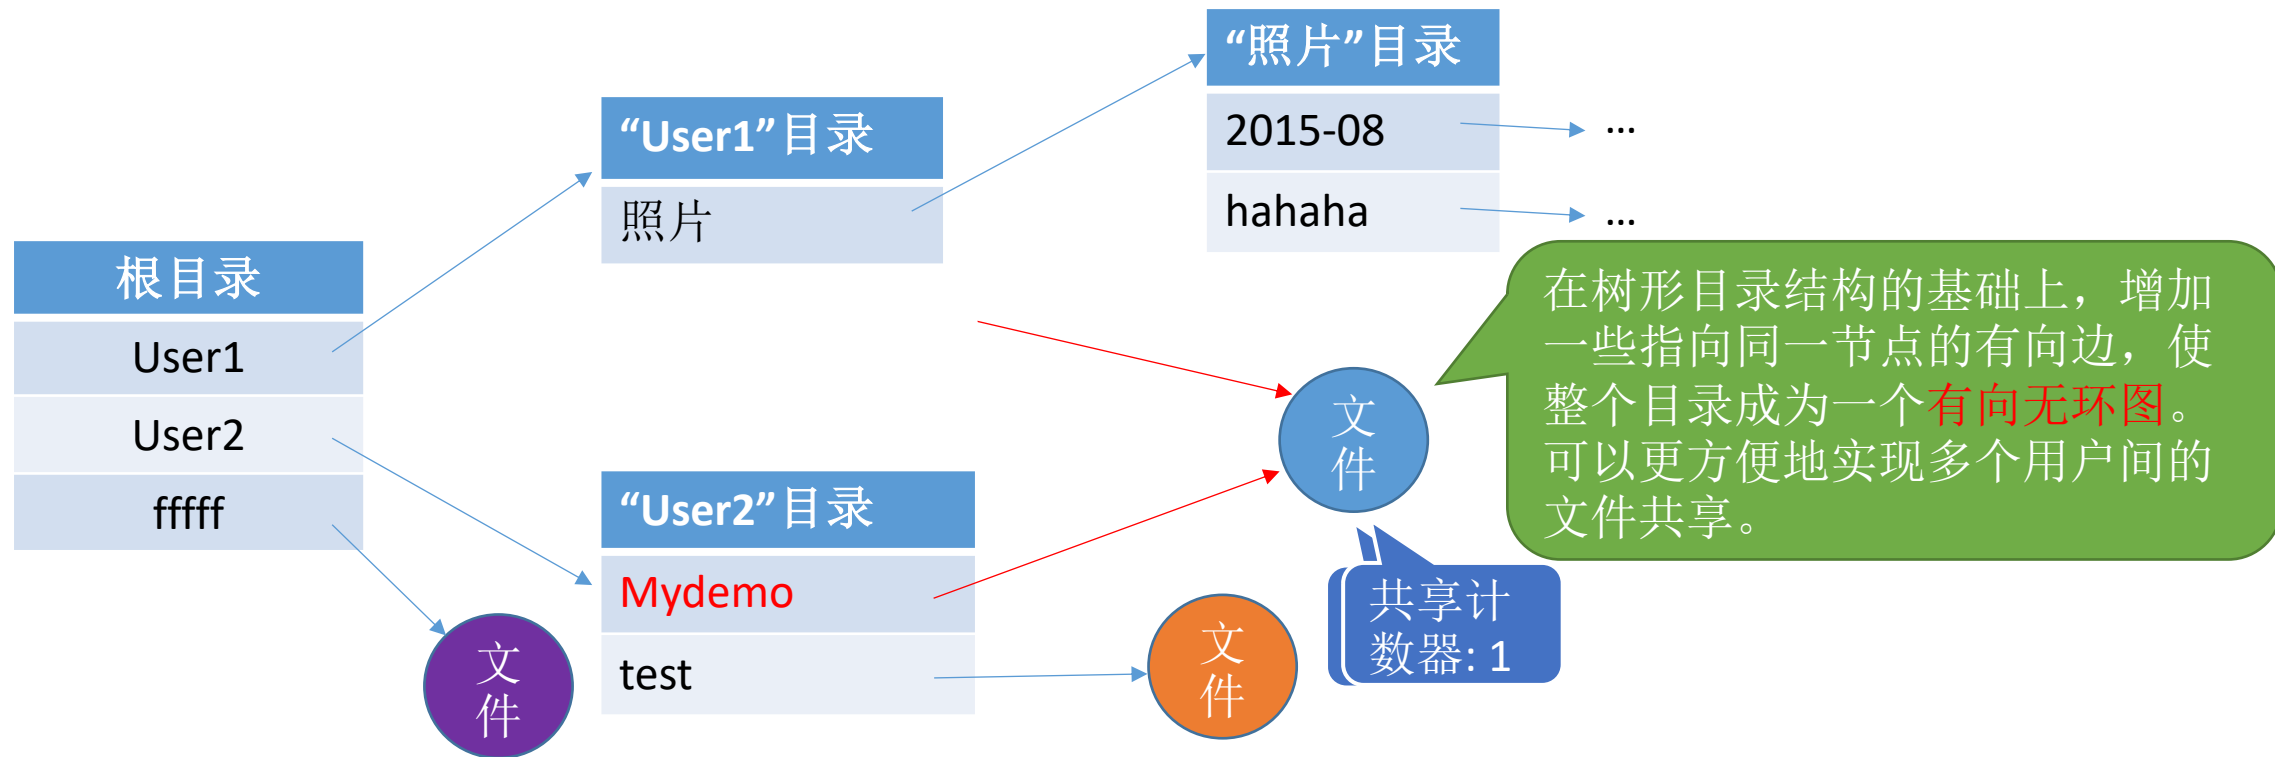 根目录
User1
User2
fffff
“User1”目录
照片
“照片”目录
2015-08
...
hahaha
...
“User2”目录
Mydemo
test
文
件
文
件
文
件
共享计
数器: 1
在树形目录结构的基础上，增加
一些指向同一节点的有向边，使
整个目录成为一个有向无环图。
可以更方便地实现多个用户间的
文件共享。